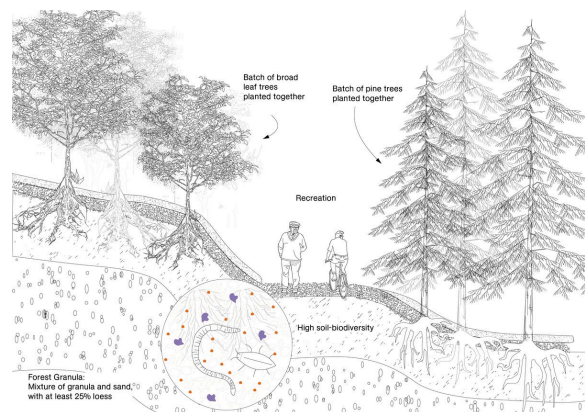 Batch of broad
leaf trees
planted together
Batch of pine trees
planted together
Recreation
High soil-biodiversity
Forest Granula:
Mixture of granula and sand,
with at least 25% loess